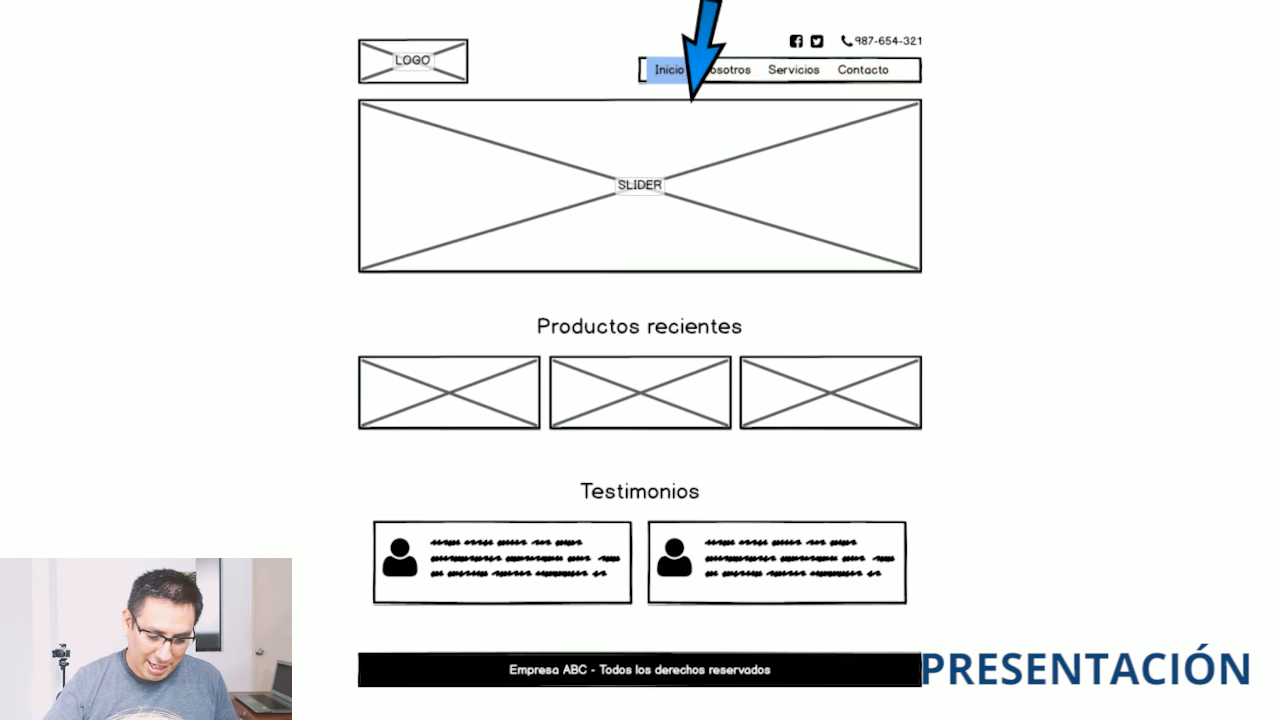 LOGO
987-654-321
Inicio osotros Servicios Contacto
SLIDER
Productos recientes
Testimonios
Empresa ABC - Todos los derechos reservados
PRESENTACIÓN